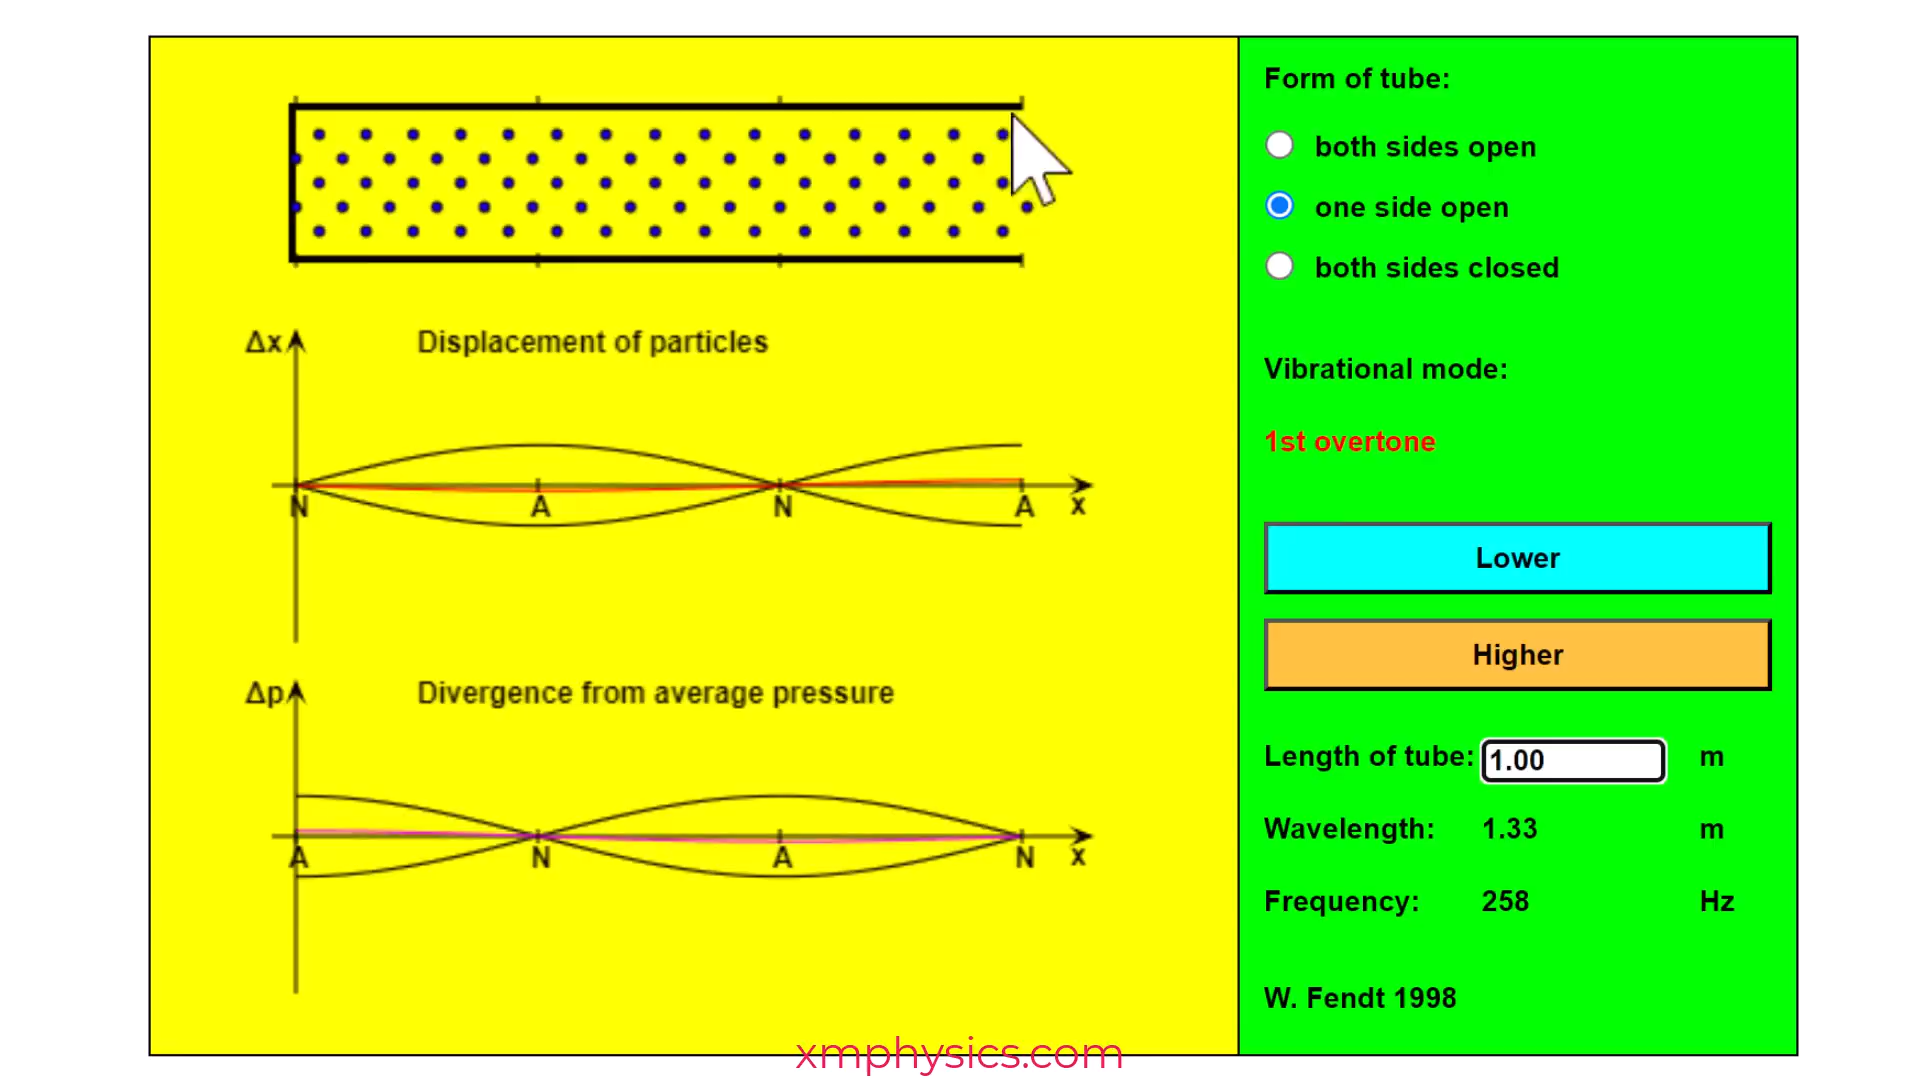 Form of tube:
both sides open
one side open
both sides closed
Δx
Displacement of particles
N
A
N
A
x
Vibrational mode:
1st overtone
Lower
Higher
Δp
Divergence from average pressure
A
N
A
N
x
Length of tube: 1.00 m
Wavelength: 1.33 m
Frequency: 258 Hz
W. Fendt 1998
xmphysics.com